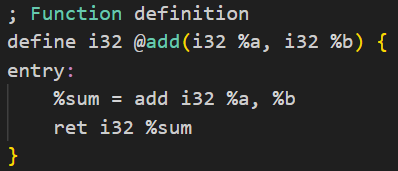 ; Function definition
define i32 @add(i32 %a, i32 %b) {
entry:
    %sum = add i32 %a, %b
    ret i32 %sum
}